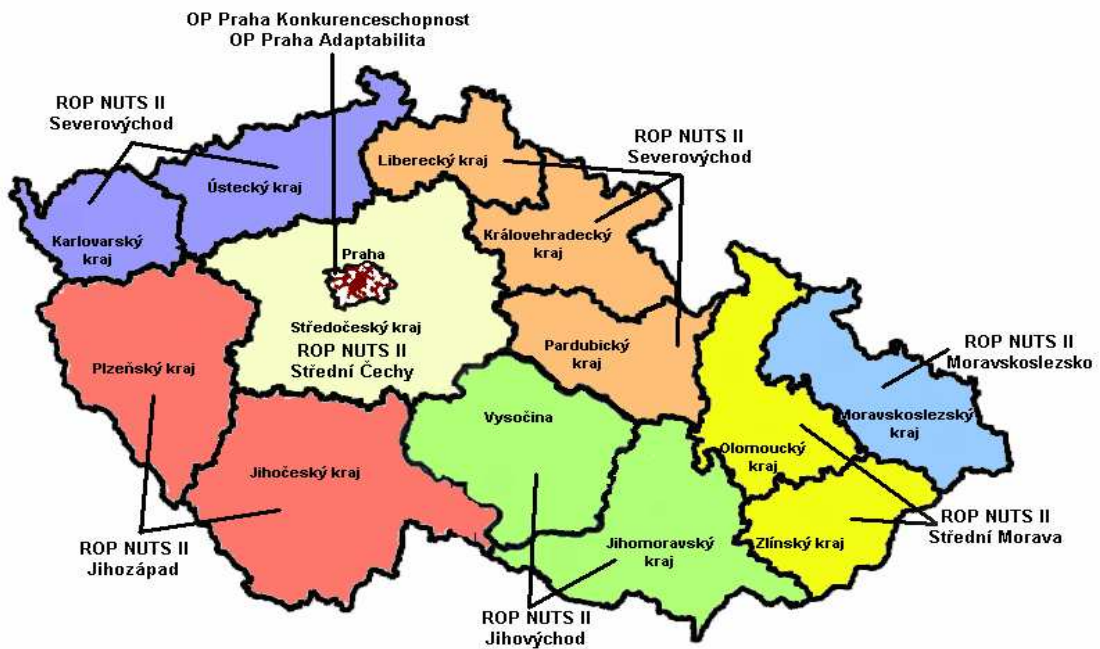 OP Praha Konkurenceschopnost
OP Praha Adaptabilita
ROP NUTS II
Severovýchod
ROP NUTS II
Severovýchod
Liberecký kraj
Ústecký kraj
Karlovarský
kraj
Královehradecký
kraj
Praha
Středočeský kraj
ROP NUTS II
Střední Čechy
Pardubický
kraj
Plzeňský kraj
ROP NUTS II
Moravskoslezsko
Moravskoslezský
kraj
Vysočina
Olomoucký
kraj
Jihočeský kraj
ROP NUTS II
Jihozápad
Jihomoravský
kraj
Zlínský kraj
ROP NUTS II
Střední Morava
ROP NUTS II
Jihovýchod